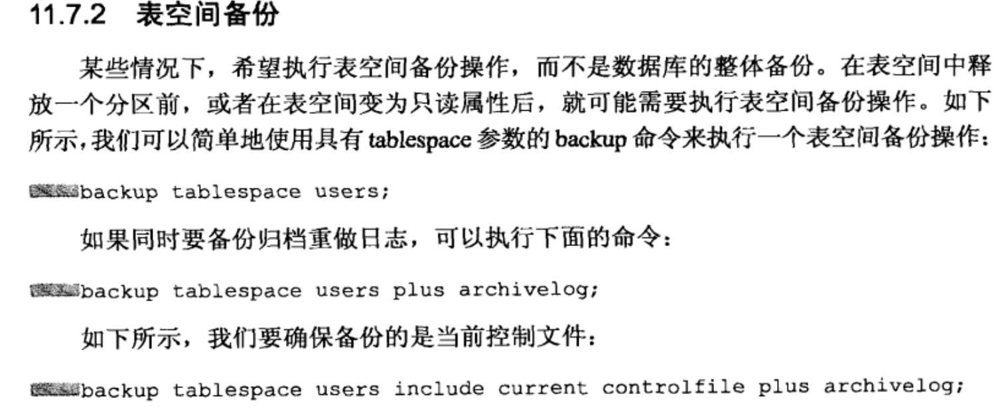 11.7.2 表空间备份
某些情况下，希望执行表空间备份操作，而不是数据库的整体备份。在表空间中释
放一个分区前，或者在表空间变为只读属性后，就可能需要执行表空间备份操作。如下
所示，我们可以简单地使用具有 tablespace 参数的 backup 命令来执行一个表空间备份操作：
backup tablespace users;
如果同时要备份归档重做日志，可以执行下面的命令：
backup tablespace users plus archivelog;
如下所示，我们要确保备份的是当前控制文件：
backup tablespace users include current controlfile plus archivelog;